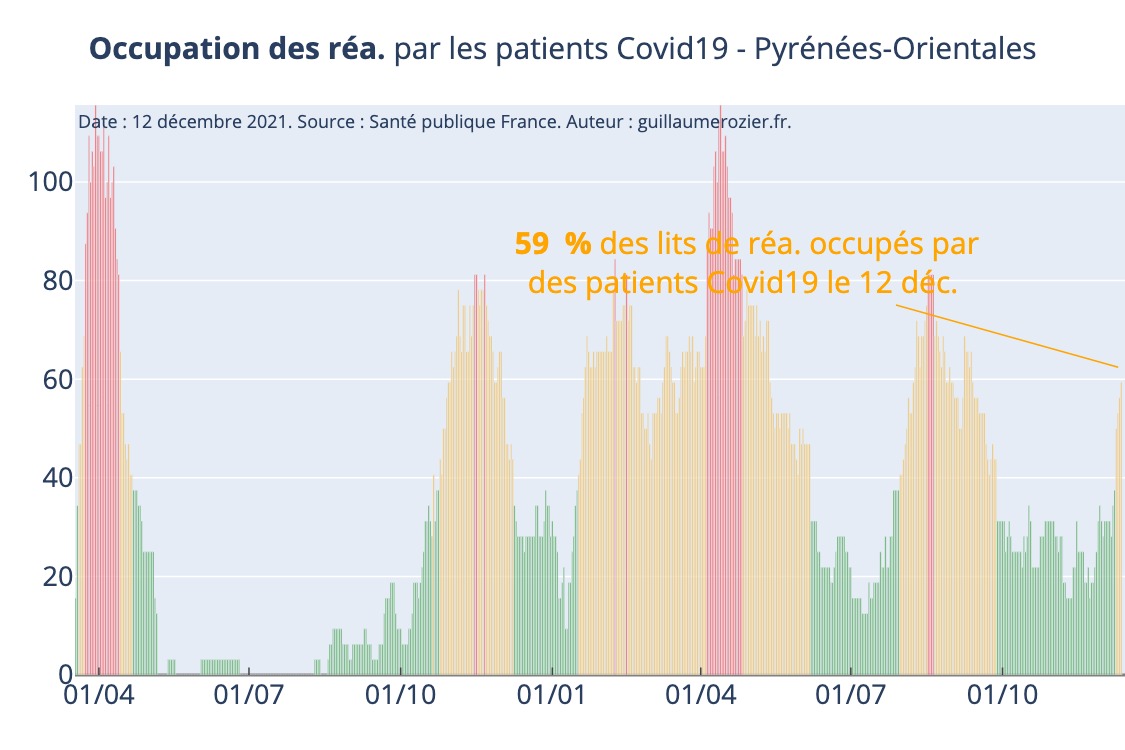 Occupation des réa. par les patients Covid19 - Pyrénées-Orientales
Date : 12 décembre 2021. Source : Santé publique France. Auteur : guillaumerozier.fr.
100
59 % des lits de réa. occupés par
80
des patients Covid19 le 12 déc.
60
40
20
0
01/04 01/07 01/10 01/01 01/04 01/07 01/10